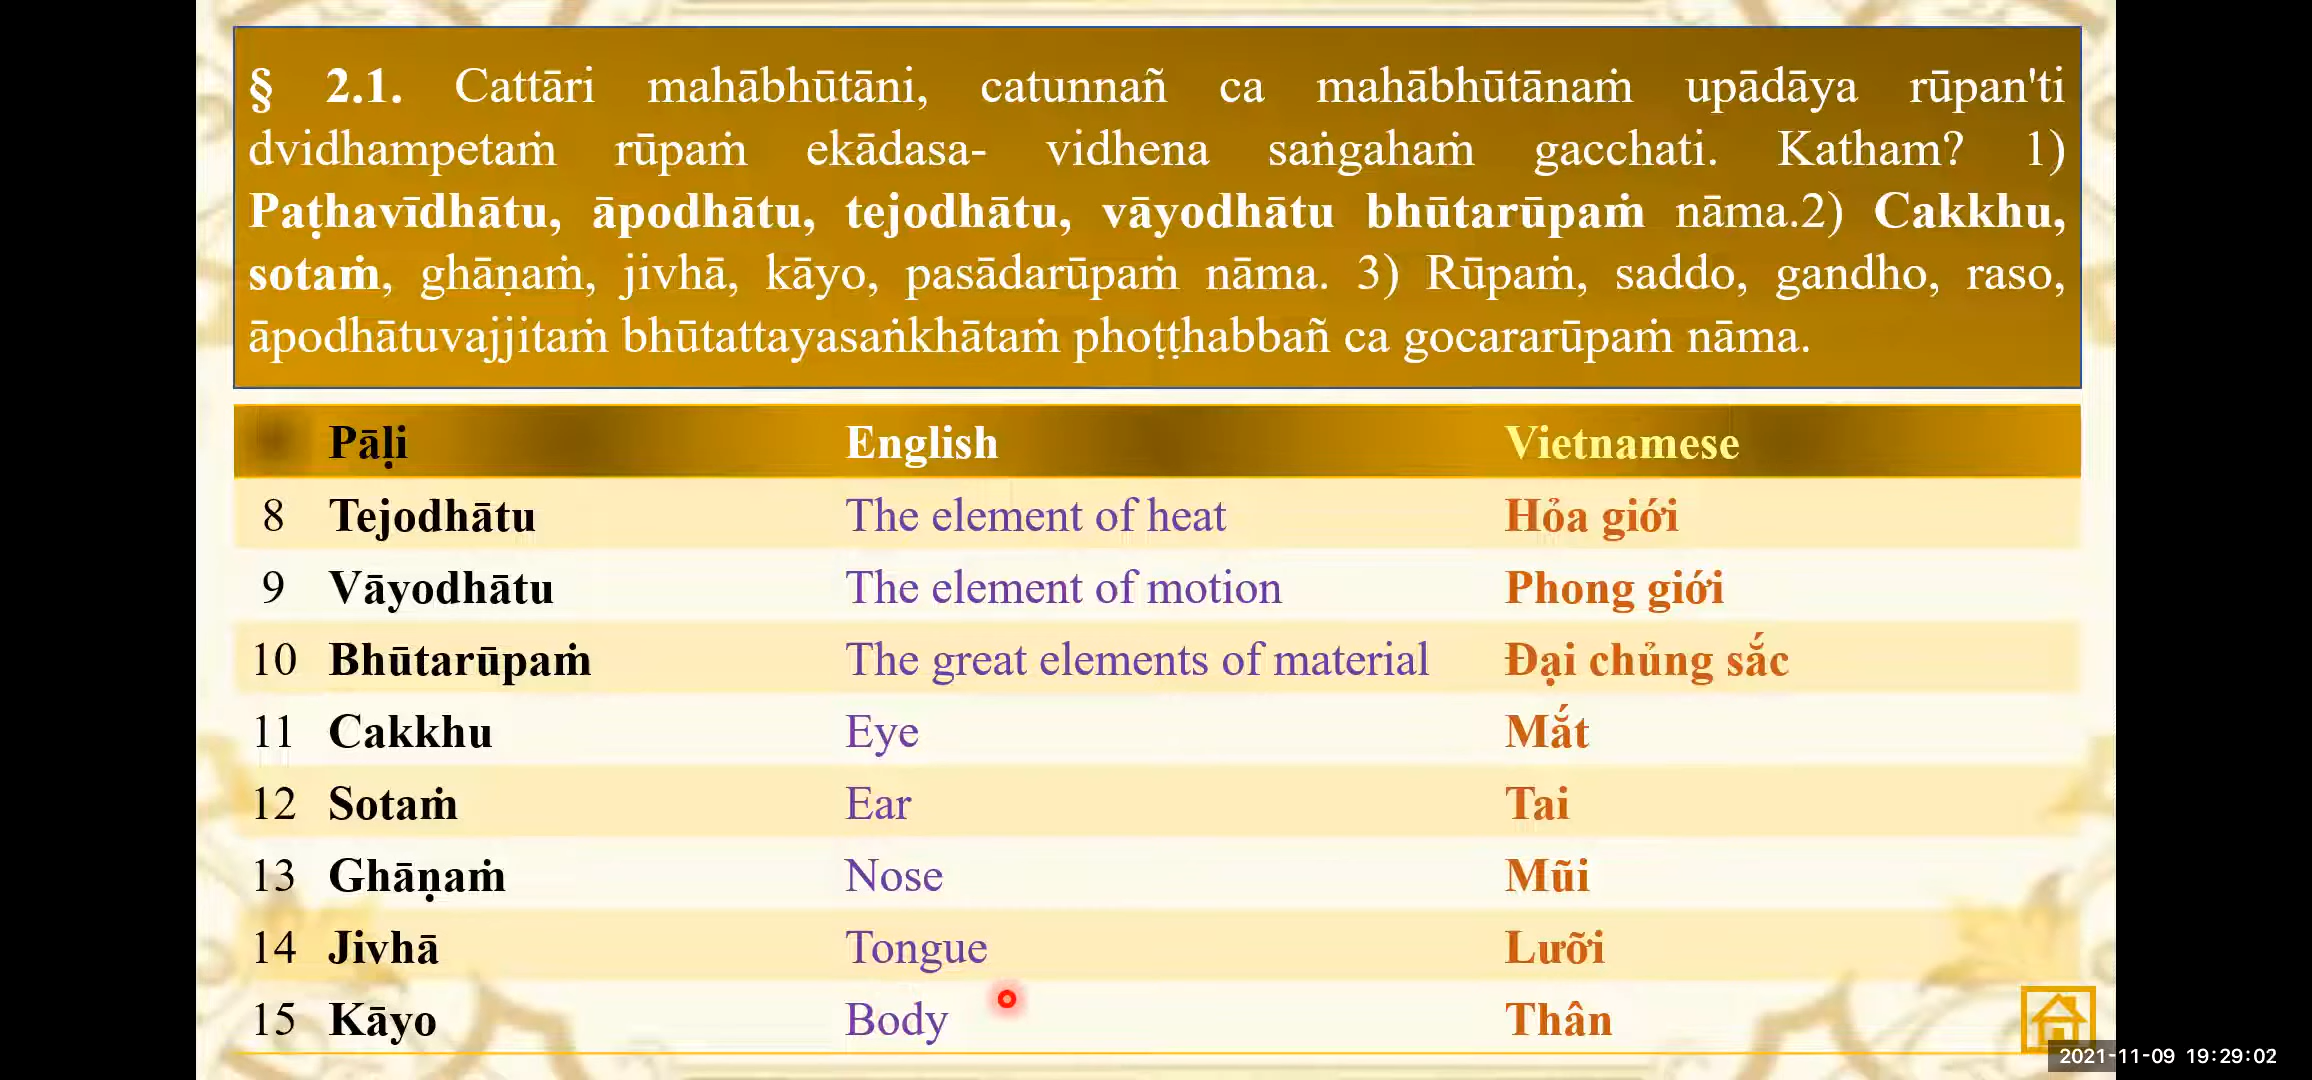 § 2.1. Cattāri mahābhūtāni, catunnañ ca mahābhūtānaṁ upādāya rūpan'ti
dvidhampetaṁ rūpaṁ ekādasa- vidhena saṅgahaṁ gacchati. Katham? 1)
Paṭhavīdhātu, āpodhātu, tejodhātu, vāyodhātu bhūtarūpaṁ nāma.2) Cakkhu,
sotaṁ, ghāṇaṁ, jivhā, kāyo, pasādarūpaṁ nāma. 3) Rūpaṁ, saddo, gandho, raso,
āpodhātuvajjitaṁ bhūtattayasaṅkhātaṁ phoṭṭhabbañ ca gocararūpaṁ nāma.
Pāḷi English Vietnamese
8 Tejodhātu The element of heat Hỏa giới
9 Vāyodhātu The element of motion Phong giới
10 Bhūtarūpaṁ The great elements of material Đại chủng sắc
11 Cakkhu Eye Mắt
12 Sotaṁ Ear Tai
13 Ghāṇaṁ Nose Mũi
14 Jivhā Tongue Lưỡi
15 Kāyo Body Thân
2021-11-09 19:29:02